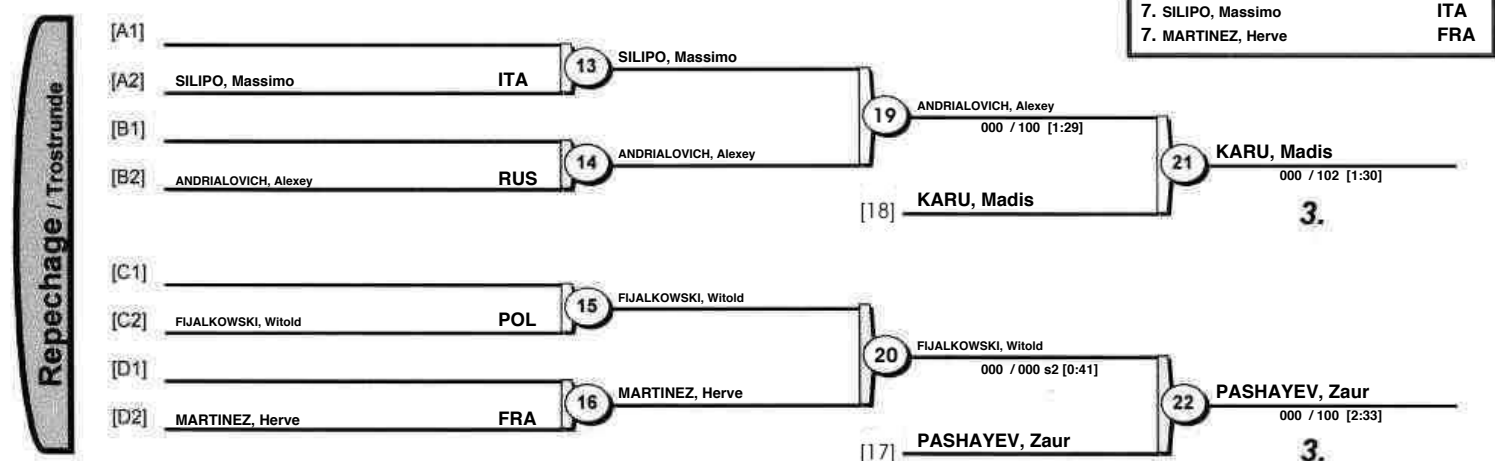 7. SILIPO, Massimo ITA
7. MARTINEZ, Herve FRA
Repechage / Trostrunde
[A1]
[A2] SILIPO, Massimo ITA
13 SILIPO, Massimo
[B1]
[B2] ANDRIALOVICH, Alexey RUS
14 ANDRIALOVICH, Alexey
19 ANDRIALOVICH, Alexey
000 / 100 [1:29]
[18] KARU, Madis
21 KARU, Madis
000 / 102 [1:30]
3.
[C1]
[C2] FIJALKOWSKI, Witold POL
15 FIJALKOWSKI, Witold
[D1]
[D2] MARTINEZ, Herve FRA
16 MARTINEZ, Herve
20 FIJALKOWSKI, Witold
000 / 000 s2 [0:41]
[17] PASHAYEV, Zaur
22 PASHAYEV, Zaur
000 / 100 [2:33]
3.